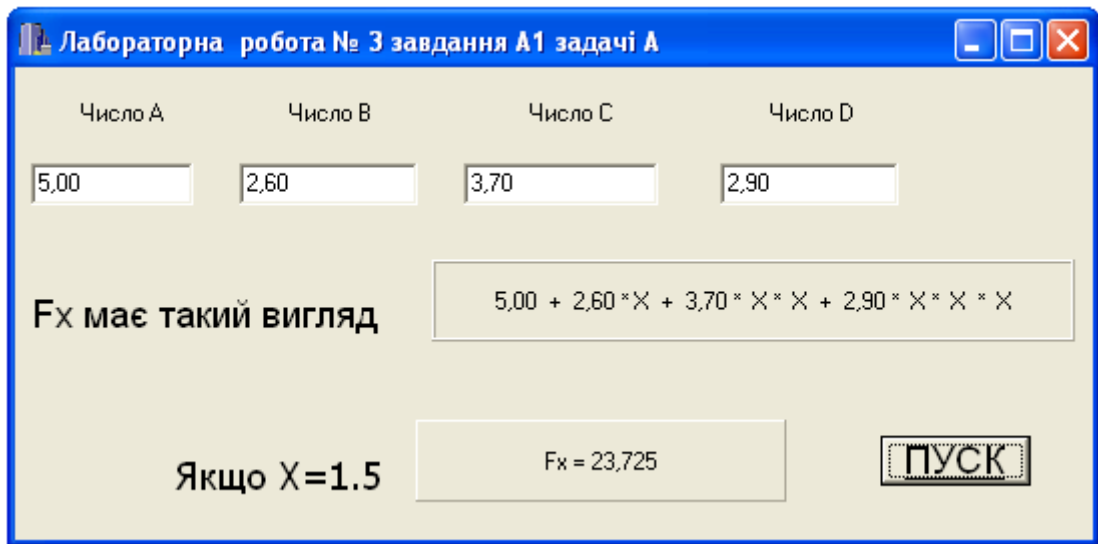 Лабораторна робота № 3 завдання А1 задачі А
Число А Число В Число С Число D
5,00 2,60 3,70 2,90
Fx має такий вигляд 5,00 + 2,60 * X + 3,70 * X * X + 2,90 * X * X * X
Якщо X=1.5 Fx = 23,725 ПУСК